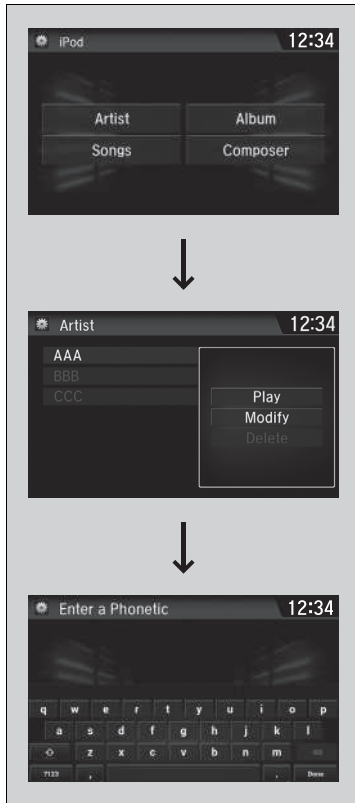 iPod 12:34
Artist Album
Songs Composer
Artist 12:34
AAA
BBB
CCC
Play
Modify
Delete
Enter a Phonetic 12:34
q w e r t y u i o p
a s d f g h j k l
z x c v b n m
?123 , . Done